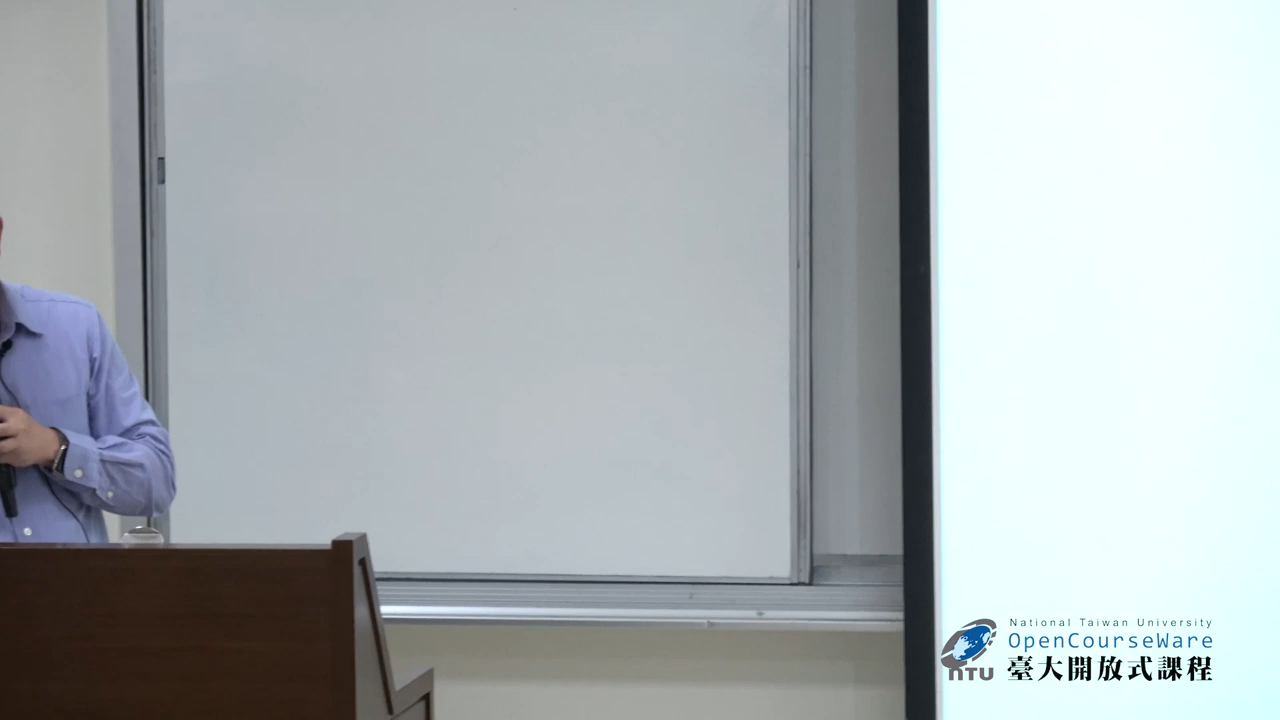 National Taiwan University
OpenCourseWare
NTU 臺大開放式課程